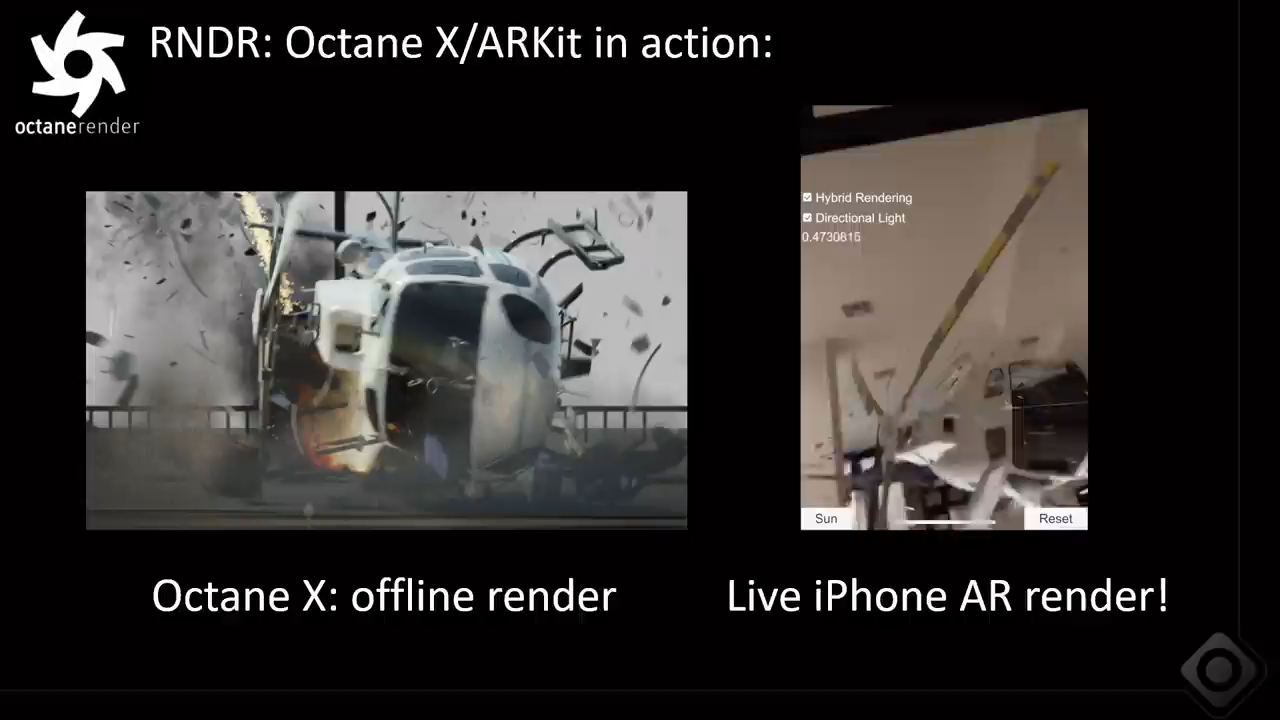 RNDR: Octane X/ARKit in action:
octanerender
Hybrid Rendering
Directional Light
0.4730815
Sun
Reset
Octane X: offline render
Live iPhone AR render!